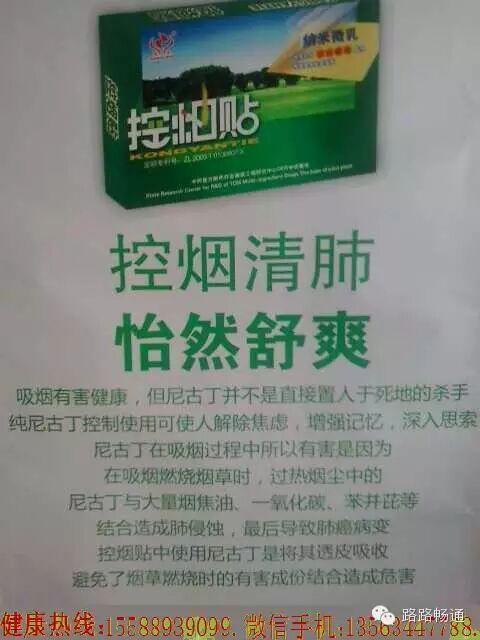 纳米微乳
控烟贴
KONGYANTIE
控烟清肺
怡然舒爽
吸烟有害健康，但尼古丁并不是直接置人于死地的杀手
纯尼古丁控制使用可使人解除焦虑，增强记忆，深入思索
尼古丁在吸烟过程中所以有害是因为
在吸烟燃烧烟草时，过热烟尘中的
尼古丁与大量烟焦油、一氧化碳、苯并芘等
结合造成肺侵蚀，最后导致肺癌病变
控烟贴中使用尼古丁是将其透皮吸收
避免了烟草燃烧时的有害成份结合造成危害
健康热线:15588939099.微信手机:13563447788.
路路畅通